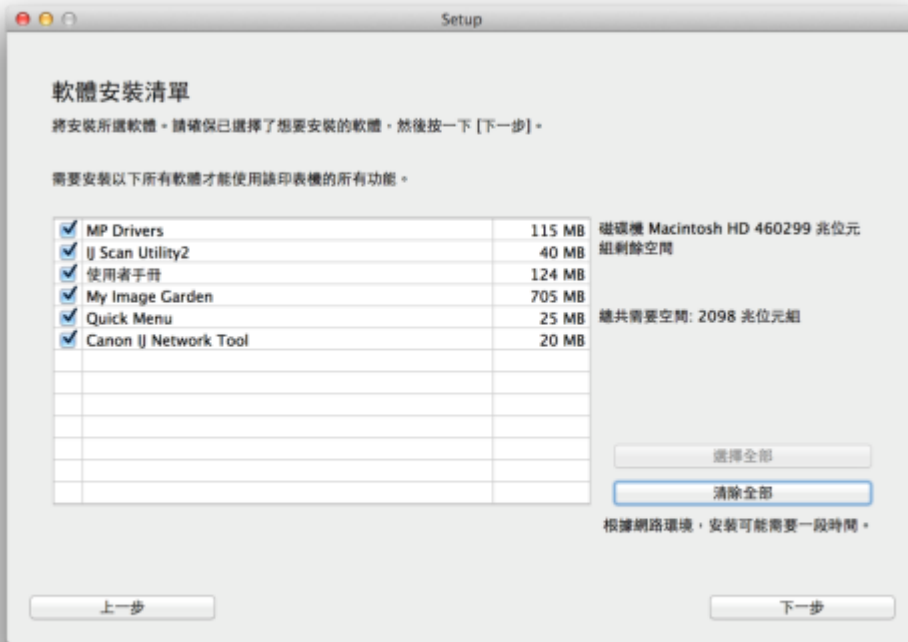 Setup
軟體安裝清單
將安裝所選軟體。請確保已選擇了想要安裝的軟體，然後按一下 [下一步]。
需要安裝以下所有軟體才能使用該印表機的所有功能。
MP Drivers 115 MB
IJ Scan Utility2 40 MB
使用者手冊 124 MB
My Image Garden 705 MB
Quick Menu 25 MB
Canon IJ Network Tool 20 MB
磁碟機 Macintosh HD 460299 兆位元
組剩餘空間
總共需要空間: 2098 兆位元組
選擇全部
清除全部
根據網路環境，安裝可能需要一段時間。
上一步
下一步